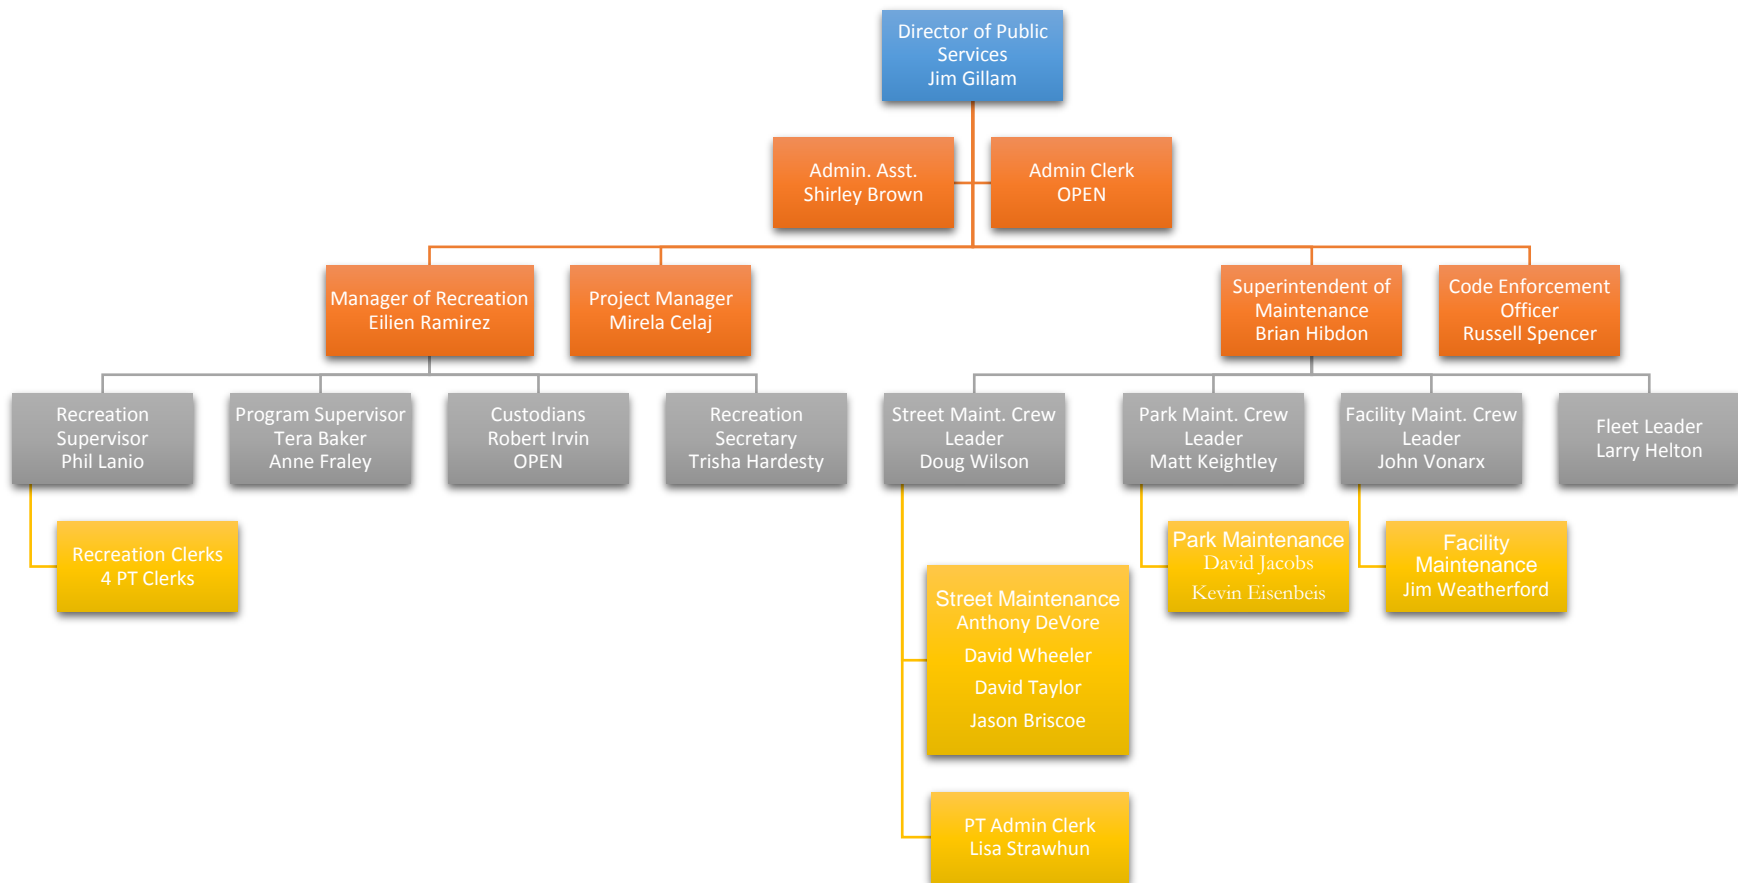 Director of Public
Services
Jim Gillam
Admin. Asst.
Shirley Brown
Admin Clerk
OPEN
Manager of Recreation
Eilien Ramirez
Project Manager
Mirela Celaj
Superintendent of
Maintenance
Brian Hibdon
Code Enforcement
Officer
Russell Spencer
Recreation
Supervisor
Phil Lanio
Program Supervisor
Tera Baker
Anne Fraley
Custodians
Robert Irvin
OPEN
Recreation
Secretary
Trisha Hardesty
Street Maint. Crew
Leader
Doug Wilson
Park Maint. Crew
Leader
Matt Keightley
Facility Maint. Crew
Leader
John Vonarx
Fleet Leader
Larry Helton
Recreation Clerks
4 PT Clerks
Street Maintenance
Anthony DeVore
David Wheeler
David Taylor
Jason Briscoe
PT Admin Clerk
Lisa Strawhun
Park Maintenance
David Jacobs
Kevin Eisenbeis
Facility
Maintenance
Jim Weatherford